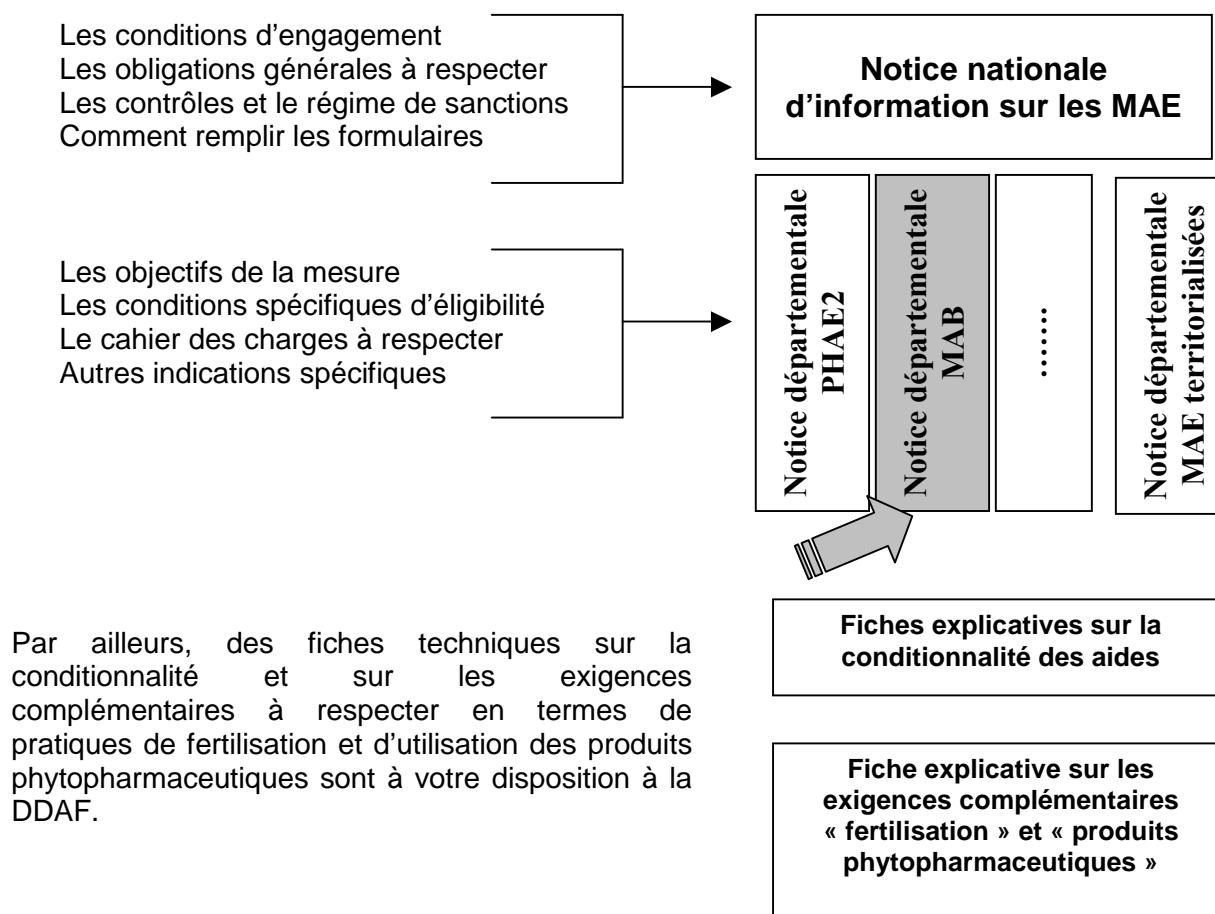 Les conditions d’engagement
Les obligations générales à respecter
Les contrôles et le régime de sanctions
Comment remplir les formulaires
Notice nationale
d’information sur les MAE
Les objectifs de la mesure
Les conditions spécifiques d’éligibilité
Le cahier des charges à respecter
Autres indications spécifiques
Notice départementale
PHAE2
Notice départementale
MAB
…….
Notice départementale
MAE territorialisées
Par ailleurs, des fiches techniques sur la
conditionnalité et sur les exigences
complémentaires à respecter en termes de
pratiques de fertilisation et d’utilisation des produits
phytopharmaceutiques sont à votre disposition à la
DDAF.
Fiches explicatives sur la
conditionnalité des aides
Fiche explicative sur les
exigences complémentaires
« fertilisation » et « produits
phytopharmaceutiques »